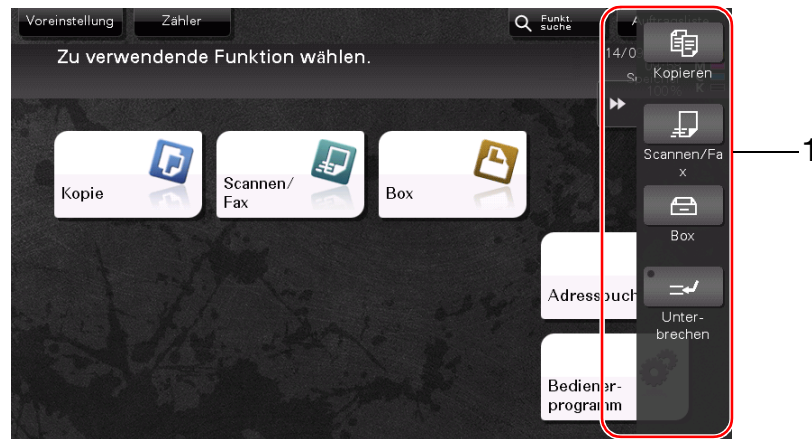 Voreinstellung
Zähler
Funkt.
suche
Auftragsliste
Zu verwendende Funktion wählen.
14/0
100%
K
Kopieren
Scannen/Fa
x
Box
Unter-
brechen
1
Kopie
Scannen/
Fax
Box
Adressbuch
Bediener-
programm